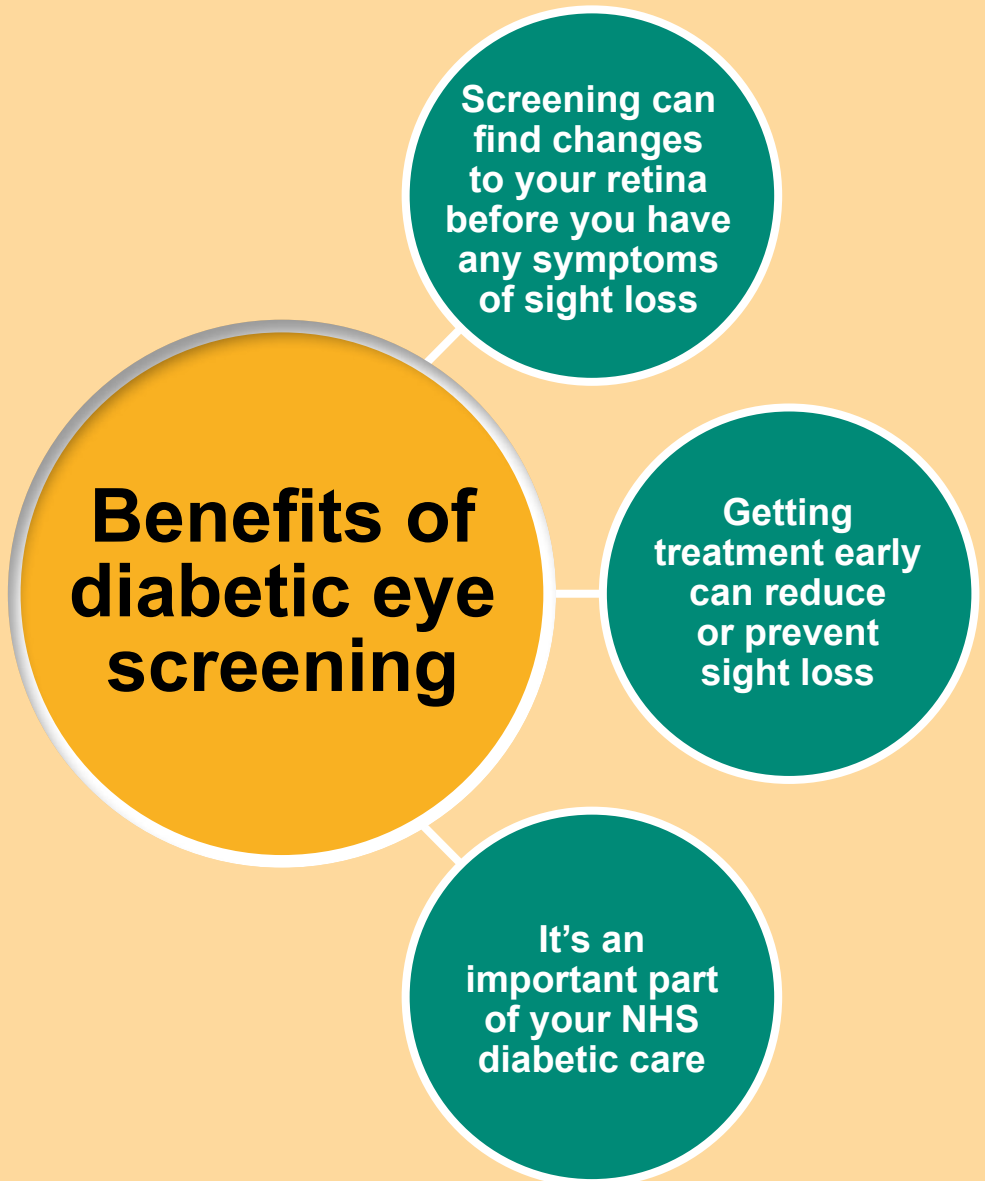 Benefits of
diabetic eye
screening
Screening can
find changes
to your retina
before you have
any symptoms
of sight loss
Getting
treatment early
can reduce
or prevent
sight loss
It’s an
important part
of your NHS
diabetic care